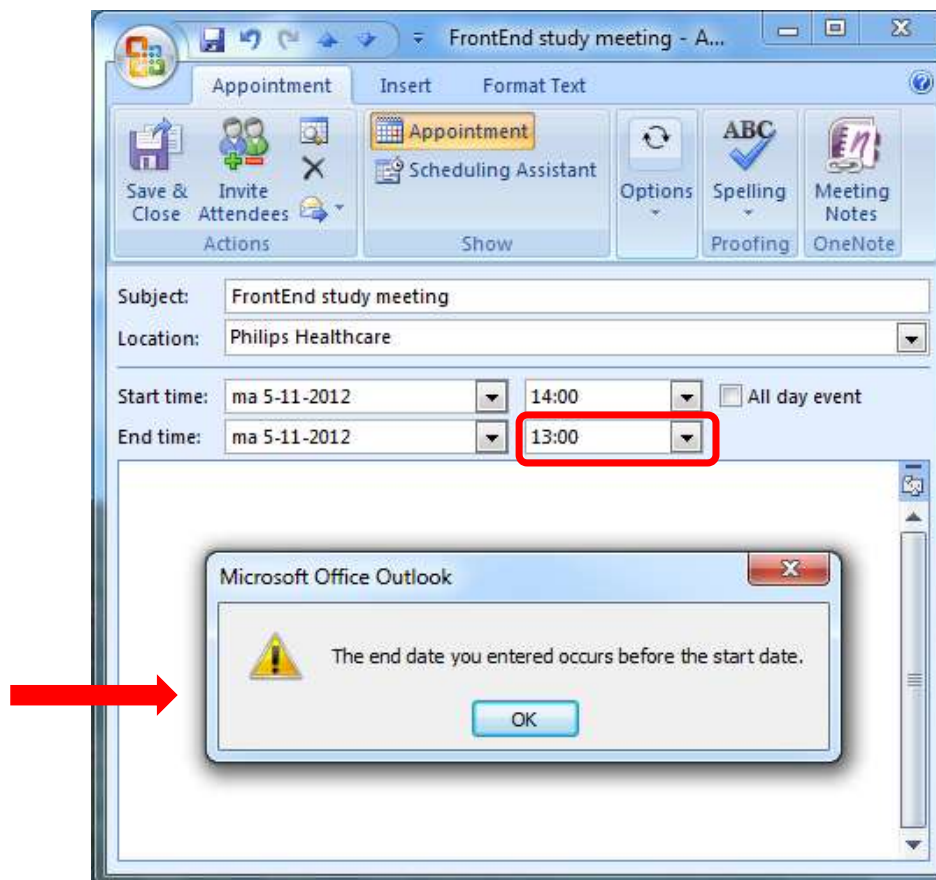 FrontEnd study meeting - A...
Appointment Insert Format Text
Save & Close
Invite Attendees
Appointment
Scheduling Assistant
Options
ABC
Spelling
Meeting Notes
Actions Show Proofing OneNote
Subject: FrontEnd study meeting
Location: Philips Healthcare
Start time: ma 5-11-2012 14:00 All day event
End time: ma 5-11-2012 13:00
Microsoft Office Outlook
The end date you entered occurs before the start date.
OK